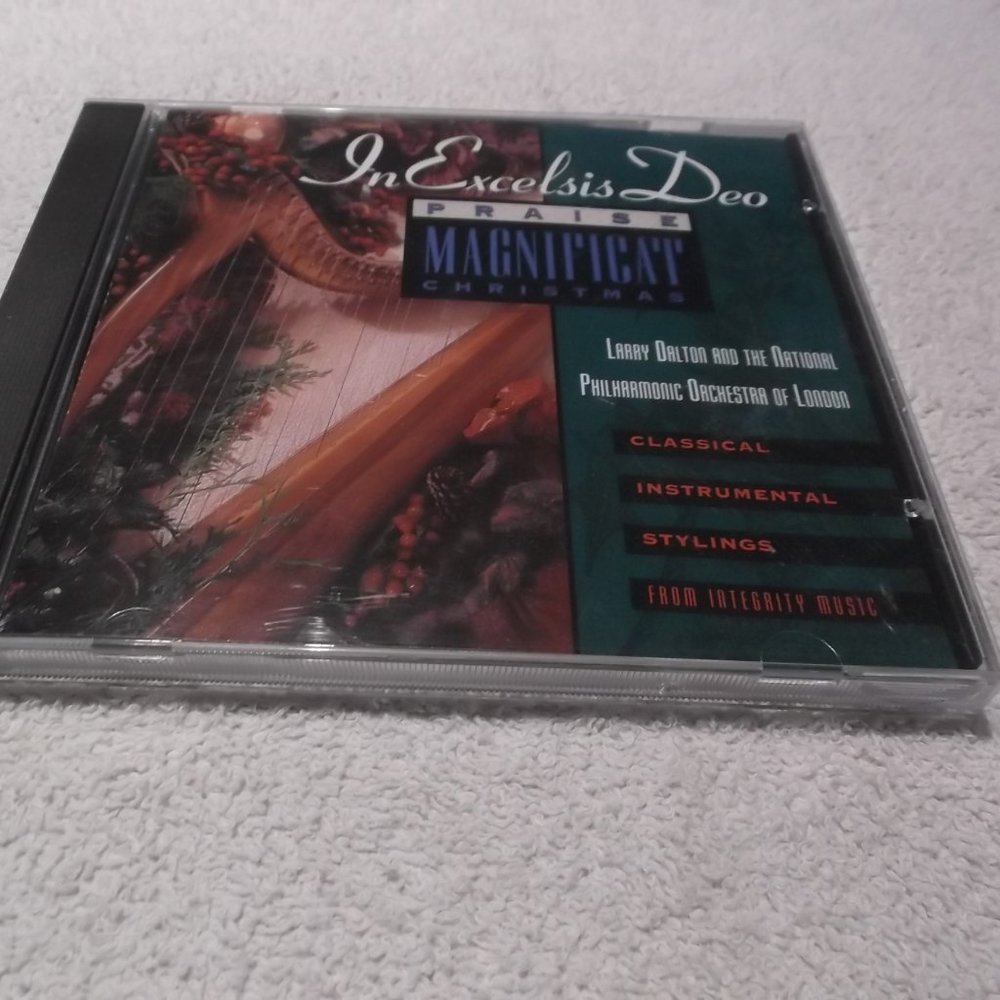 In Excelsis Deo
PRAISE
MAGNIFICAT
CHRISTMAS
LARRY DALTON AND THE NATIONAL
PHILHARMONIC ORCHESTRA OF LONDON
CLASSICAL
INSTRUMENTAL
STYLINGS
FROM INTEGRITY MUSIC